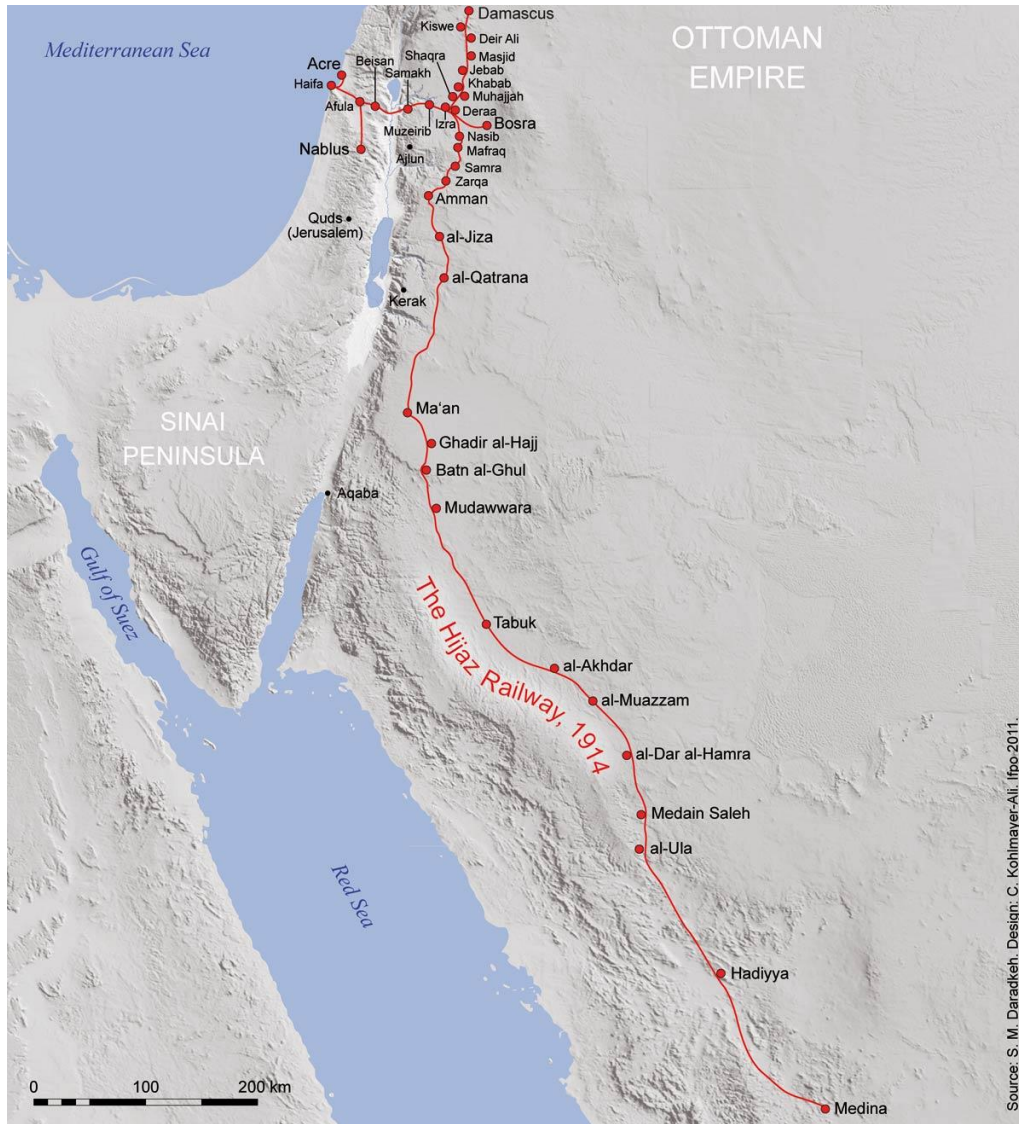 Damascus
Kiswe
Deir Ali
Mediterranean Sea
OTTOMAN
EMPIRE
Masjid
Shaqra
Acre
Beisan
Samakh
Jebab
Khabab
Haifa
Muhajjah
Afula
Izra
Deraa
Bosra
Muzeirib
Nasib
Nablus
Ajlun
Mafraq
Samra
Zarqa
Amman
Quds
(Jerusalem)
al-Jiza
al-Qatrana
Kerak
Ma‘an
SINAI
PENINSULA
Ghadir al-Hajj
Batn al-Ghul
Aqaba
Mudawwara
Gulf of Suez
The Hijaz Railway, 1914
Tabuk
al-Akhdar
al-Muazzam
al-Dar al-Hamra
Medain Saleh
al-Ula
Red Sea
Hadiyya
Medina
0 100 200 km
Source: S. M. Daradkeh. Design: C. Kohlmayer-Ali. Ifpo-2011.